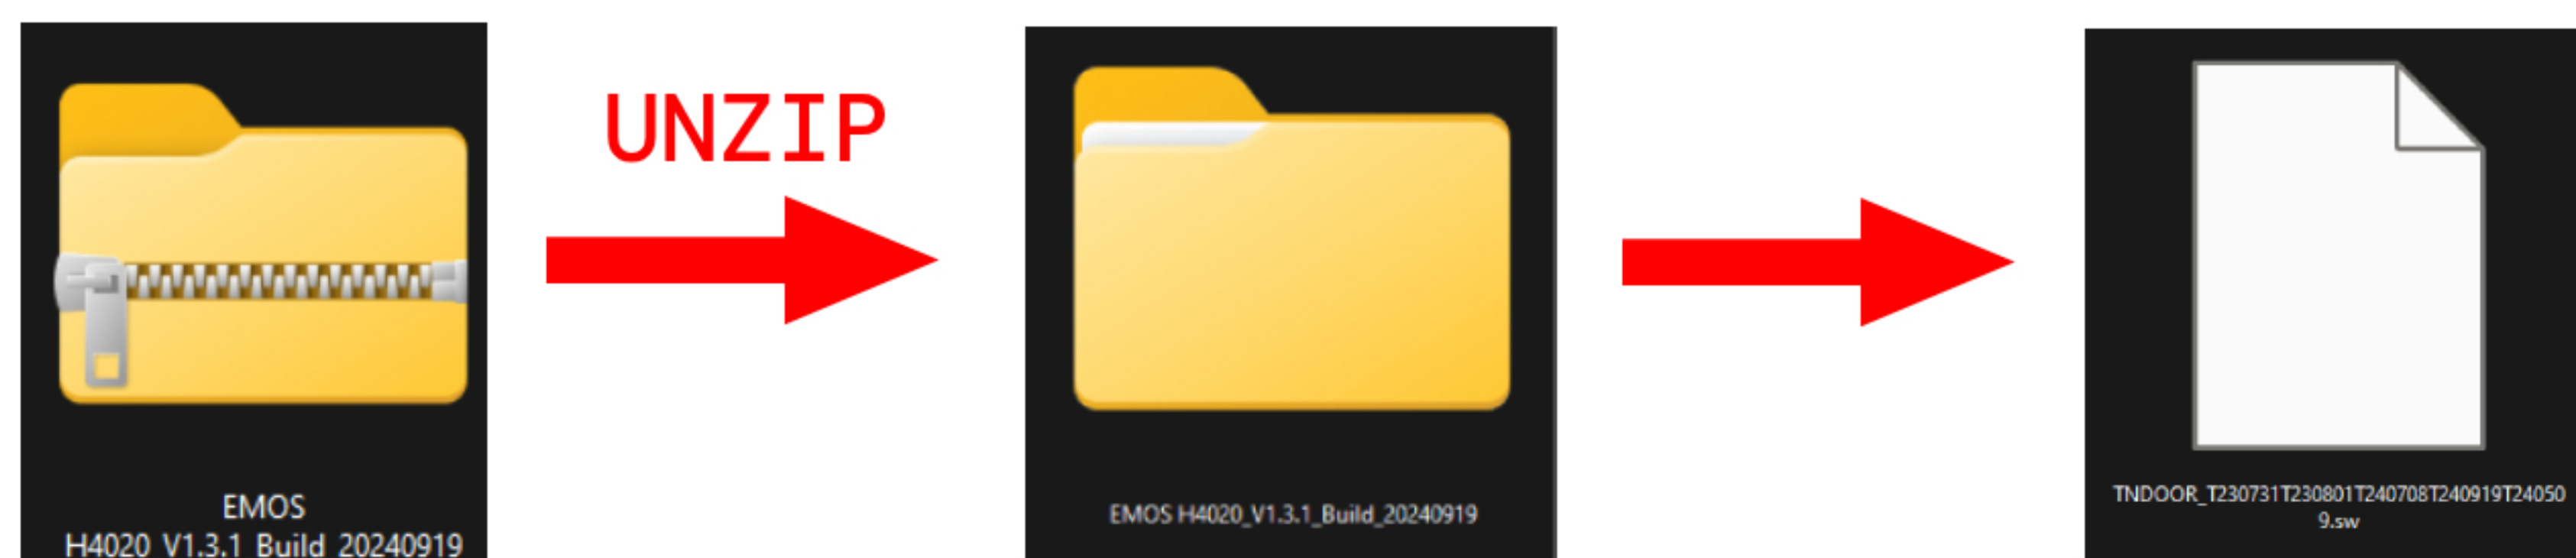 UNZIP
EMOS
H4020_V1.3.1_Build_20240919
EMOS H4020_V1.3.1_Build_20240919
TNDOOR_T230731T230801T240708T240919T24050
9.sw